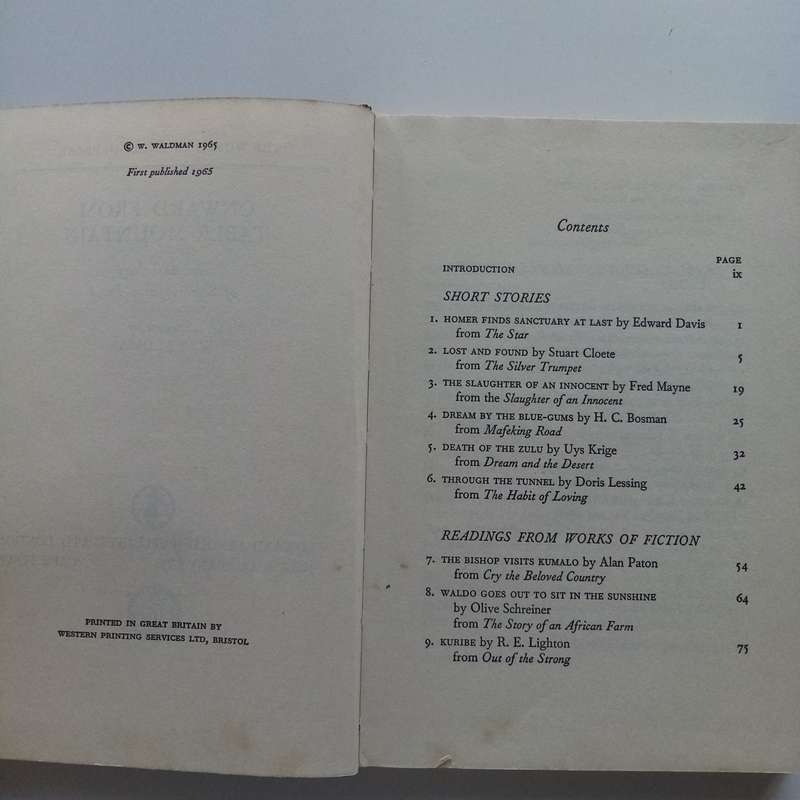 © W. WALDMAN 1965
First published 1965
PRINTED IN GREAT BRITAIN BY
WESTERN PRINTING SERVICES LTD, BRISTOL
Contents
PAGE
INTRODUCTION ix
SHORT STORIES
1. HOMER FINDS SANCTUARY AT LAST by Edward Davis 1
from The Star
2. LOST AND FOUND by Stuart Cloete 5
from The Silver Trumpet
3. THE SLAUGHTER OF AN INNOCENT by Fred Mayne 19
from the Slaughter of an Innocent
4. DREAM BY THE BLUE-GUMS by H. C. Bosman 25
from Mafeking Road
5. DEATH OF THE ZULU by Uys Krige 32
from Dream and the Desert
6. THROUGH THE TUNNEL by Doris Lessing 42
from The Habit of Loving
READINGS FROM WORKS OF FICTION
7. THE BISHOP VISITS KUMALO by Alan Paton 54
from Cry the Beloved Country
8. WALDO GOES OUT TO SIT IN THE SUNSHINE 64
by Olive Schreiner
from The Story of an African Farm
9. KURIBE by R. E. Lighton 75
from Out of the Strong